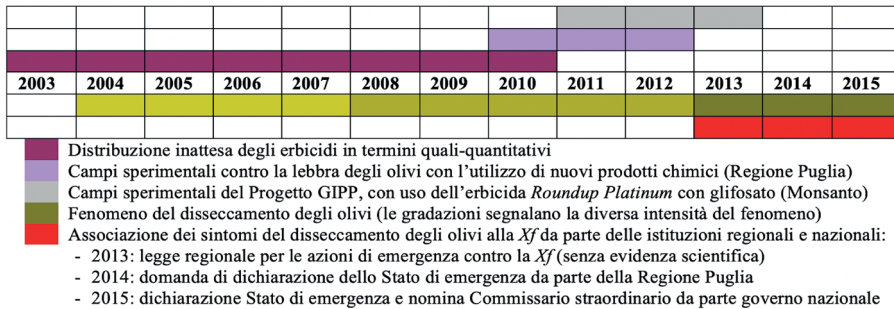 2003 2004 2005 2006 2007 2008 2009 2010 2011 2012 2013 2014 2015
Distribuzione inattesa degli erbicidi in termini quali-quantitativi
Campi sperimentali contro la lebbra degli olivi con l’utilizzo di nuovi prodotti chimici (Regione Puglia)
Campi sperimentali del Progetto GIPP, con uso dell’erbicida Roundup Platinum con glifosato (Monsanto)
Fenomeno del disseccamento degli olivi (le gradazioni segnalano la diversa intensità del fenomeno)
Associazione dei sintomi del disseccamento degli olivi alla Xf da parte delle istituzioni regionali e nazionali:
- 2013: legge regionale per le azioni di emergenza contro la Xf (senza evidenza scientifica)
- 2014: domanda di dichiarazione dello Stato di emergenza da parte della Regione Puglia
- 2015: dichiarazione Stato di emergenza e nomina Commissario straordinario da parte governo nazionale